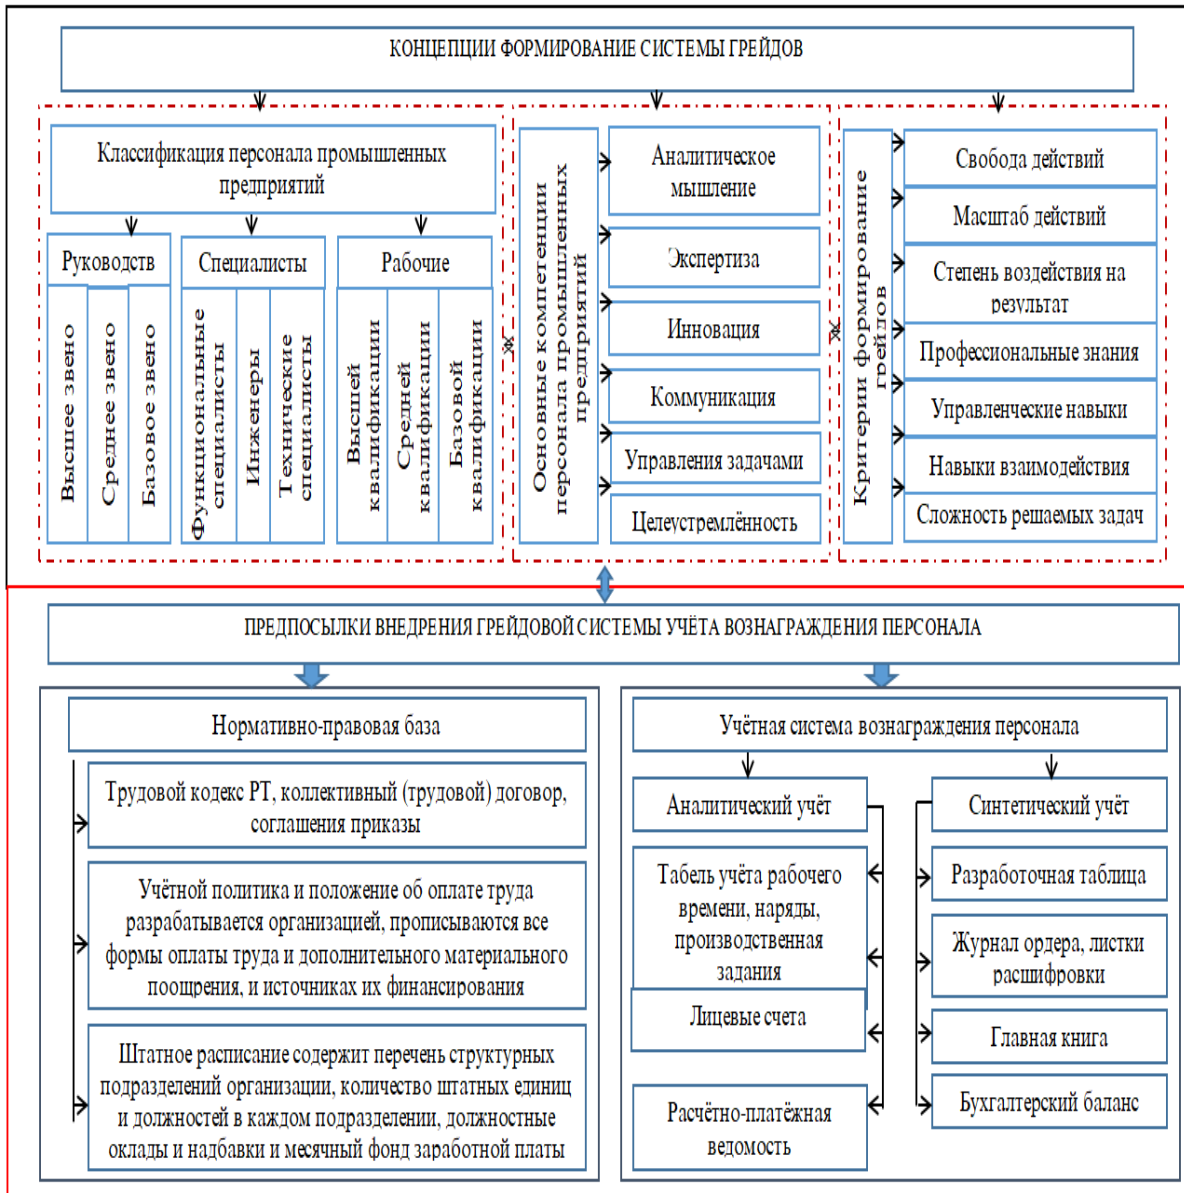 КОНЦЕПЦИИ ФОРМИРОВАНИЕ СИСТЕМЫ ГРЕЙДОВ
Классификация персонала промышленных
предприятий
Руководств
Высшее звено
Среднее звено
Базовое звено
Специалисты
Функциональные
специалисты
Инженеры
Технические
специалисты
Рабочие
Высшей
квалификации
Средней
квалификации
Базовой
квалификации
Основные компетенции
персонала промышленных
предприятий
Аналитическое
мышление
Экспертиза
Инновация
Коммуникация
Управления задачами
Целеустремлённость
Критерии формирование
грейдов
Свобода действий
Масштаб действий
Степень воздействия на
результат
Профессиональные знания
Управленческие навыки
Навыки взаимодействия
Сложность решаемых задач
ПРЕДПОСЫЛКИ ВНЕДРЕНИЯ ГРЕЙДОВОЙ СИСТЕМЫ УЧЁТА ВОЗНАГРАЖДЕНИЯ ПЕРСОНАЛА
Нормативно-правовая база
Трудовой кодекс РТ, коллективный (трудовой) договор,
соглашения приказы
Учётной политика и положение об оплате труда
разрабатывается организацией, прописываются все
формы оплаты труда и дополнительного материального
поощрения, и источниках их финансирования
Штатное расписание содержит перечень структурных
подразделений организации, количество штатных единиц
и должностей в каждом подразделении, должностные
оклады и надбавки и месячный фонд заработной платы
Учётная система вознаграждения персонала
Аналитический учёт
Табель учёта рабочего
времени, наряды,
производственная
задания
Лицевые счета
Расчётно-платёжная
ведомость
Синтетический учёт
Разработочная таблица
Журнал ордера, листки
расшифровки
Главная книга
Бухгалтерский баланс